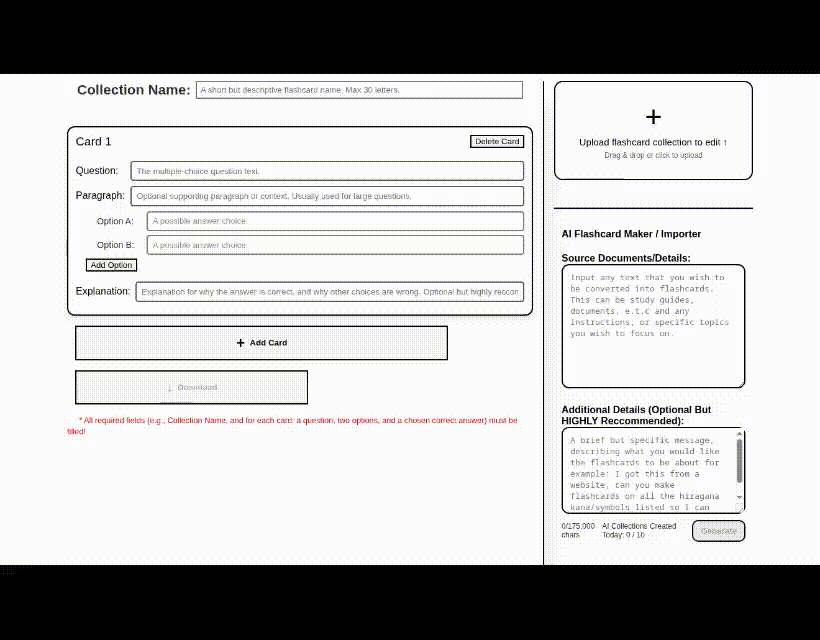 Collection Name: A short but descriptive flashcard name. Max 30 letters.
Card 1 Delete Card
Question: The multiple-choice question text.
Paragraph: Optional supporting paragraph or context. Usually used for large questions.
Option A: A possible answer choice.
Option B: A possible answer choice.
Add Option
Explanation: Explanation for why the answer is correct, and why other choices are wrong. Optional but highly reccon
+ Add Card
↓ Download
* All required fields (e.g., Collection Name, and for each card: a question, two options, and a chosen correct answer) must be
filled!
+
Upload flashcard collection to edit ↑
Drag & drop or click to upload
AI Flashcard Maker / Importer
Source Documents/Details:
Input any text that you wish to
be converted into flashcards.
This can be study guides,
documents, e.t.c and any
instructions, or specific topics
you wish to focus on.
Additional Details (Optional But
HIGHLY Reccommended):
A brief but specific message,
describing what you would like
the flashcards to be about for
example: I got this from a
website, can you make
flashcards on all the hiragana
kana/symbols listed so I can
0/175,000 chars
AI Collections Created Today: 0 / 10
Generate